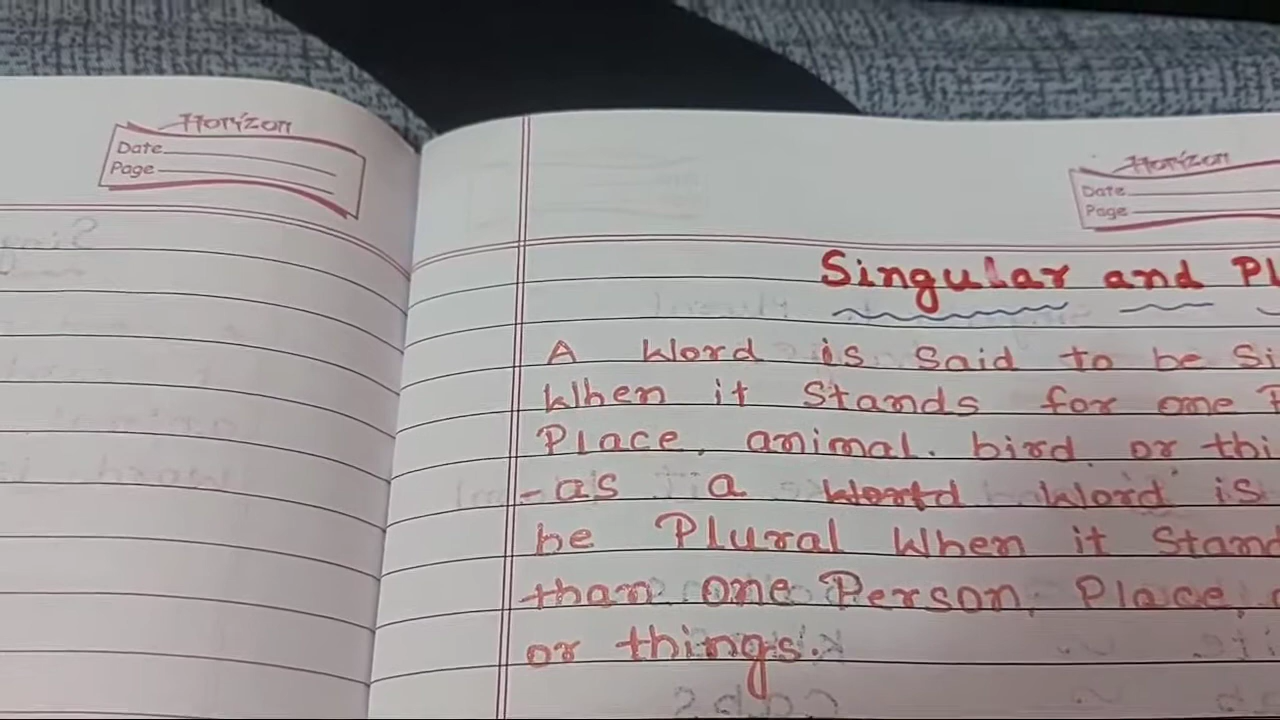 Horizon
Date
Page
Horizon
Date
Page
Singular and Pl
A Word is Said to be Si
When it Stands for one P
Place, animal. bird, or thi
-as a Word is
be Plural When it Stand
than one Person, Place,
or things.